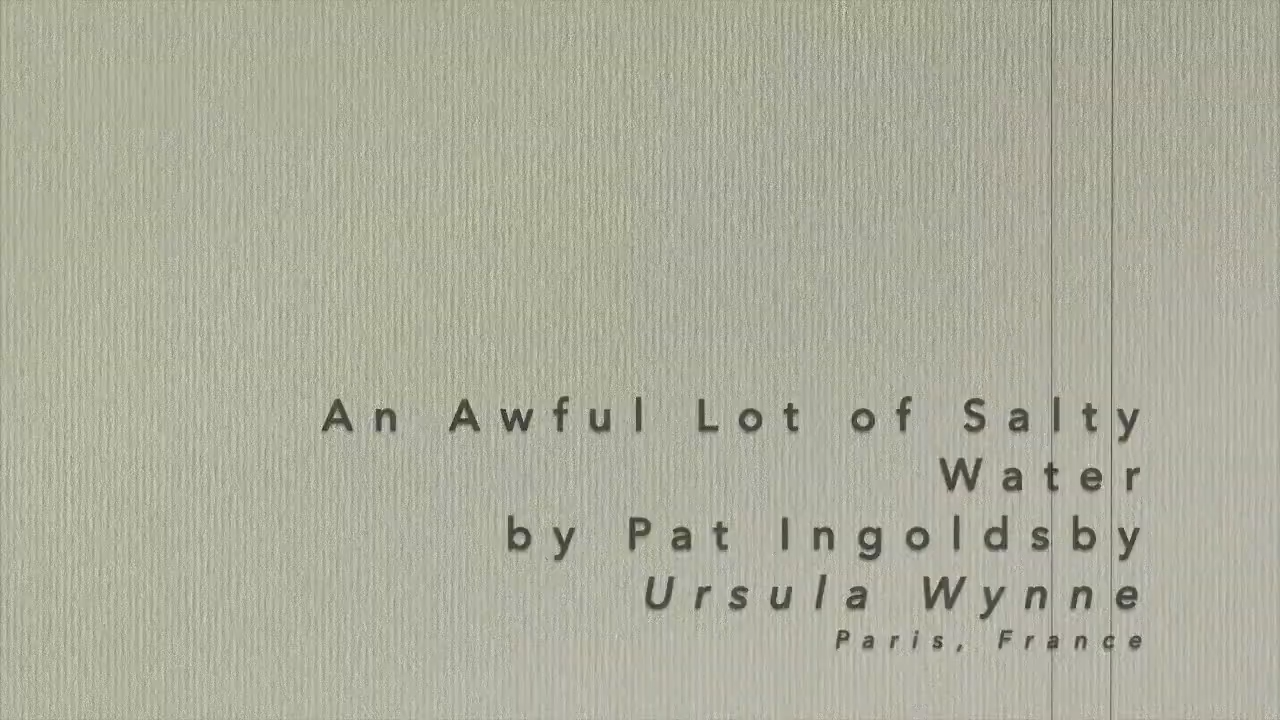 An Awful Lot of Salty
Water
by Pat Ingoldsby
Ursula Wynne
Paris, France